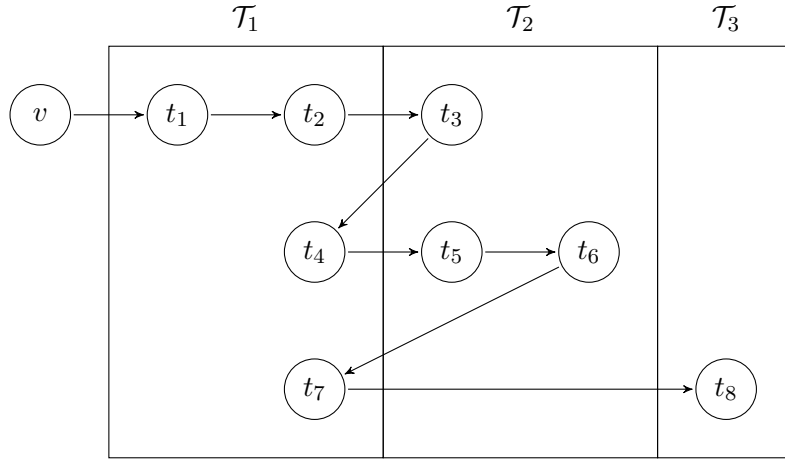 𝒯₁ 𝒯₂ 𝒯₃
v t₁ t₂ t₃
t₄ t₅ t₆
t₇ t₈